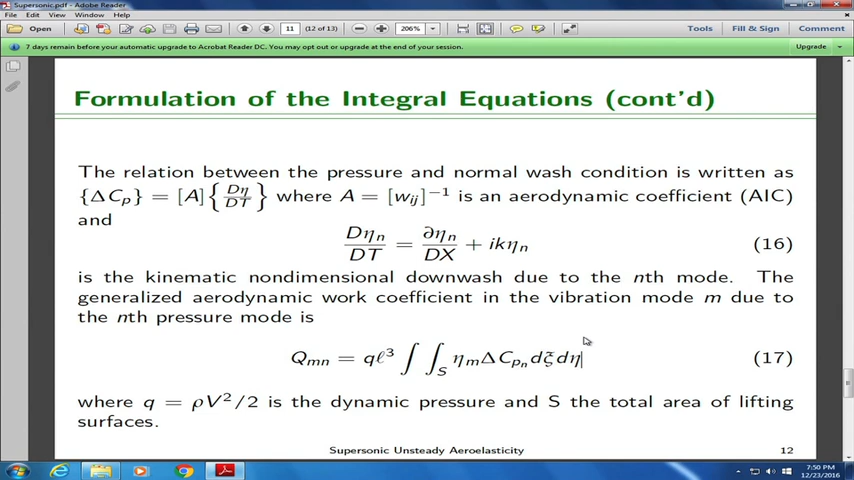 Supersonic.pdf - Adobe Reader
File Edit View Window Help
Open 11 (12 of 13) 206% Tools Fill & Sign Comment
7 days remain before your automatic upgrade to Acrobat Reader DC. You may opt out or upgrade at the end of your session. Upgrade
Formulation of the Integral Equations (cont'd)
The relation between the pressure and normal wash condition is written as
{ΔC_p} = [A]{Dη/DT} where A = [w_ij]^−1 is an aerodynamic coefficient (AIC)
and
Dη_n/DT = ∂η_n/DX + ikη_n (16)
is the kinematic nondimensional downwash due to the nth mode. The
generalized aerodynamic work coefficient in the vibration mode m due to
the nth pressure mode is
Q_mn = qℓ^3 ∫∫_S η_m ΔC_p_n dξdη| (17)
where q = ρV^2/2 is the dynamic pressure and S the total area of lifting
surfaces.
Supersonic Unsteady Aeroelasticity 12
7:50 PM
12/23/2016